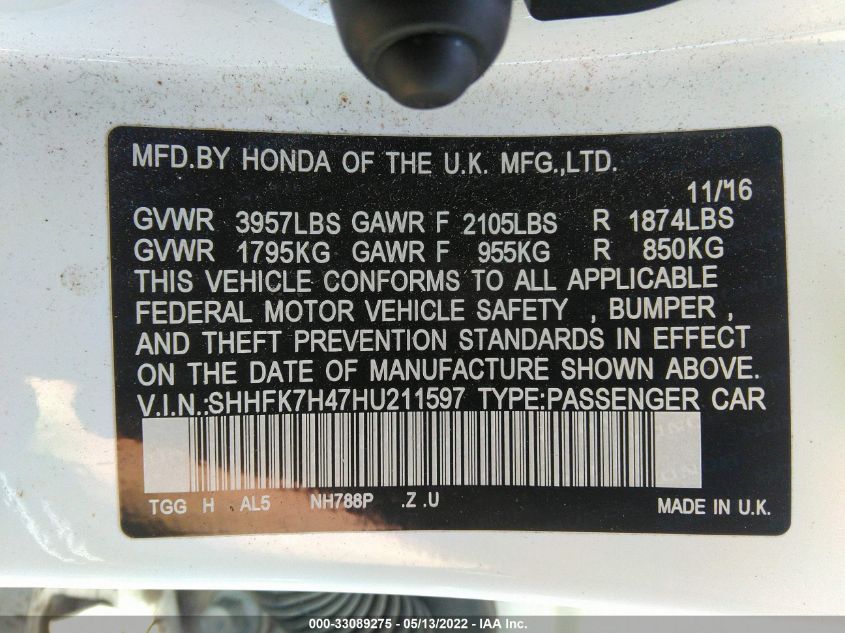 MFD.BY HONDA OF THE U.K. MFG.,LTD.
11/16
GVWR 3957LBS GAWR F 2105LBS R 1874LBS
GVWR 1795KG GAWR F 955KG R 850KG
THIS VEHICLE CONFORMS TO ALL APPLICABLE
FEDERAL MOTOR VEHICLE SAFETY , BUMPER ,
AND THEFT PREVENTION STANDARDS IN EFFECT
ON THE DATE OF MANUFACTURE SHOWN ABOVE.
V.I.N.:SHHFK7H47HU211597 TYPE:PASSENGER CAR
TGG H AL5 NH788P .Z .U MADE IN U.K.
000-33089275 - 05/13/2022 - IAA Inc.